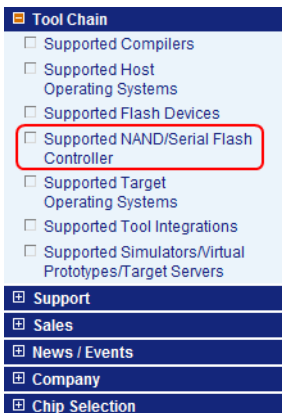 Tool Chain
Supported Compilers
Supported Host
Operating Systems
Supported Flash Devices
Supported NAND/Serial Flash
Controller
Supported Target
Operating Systems
Supported Tool Integrations
Supported Simulators/Virtual
Prototypes/Target Servers
Support
Sales
News / Events
Company
Chip Selection